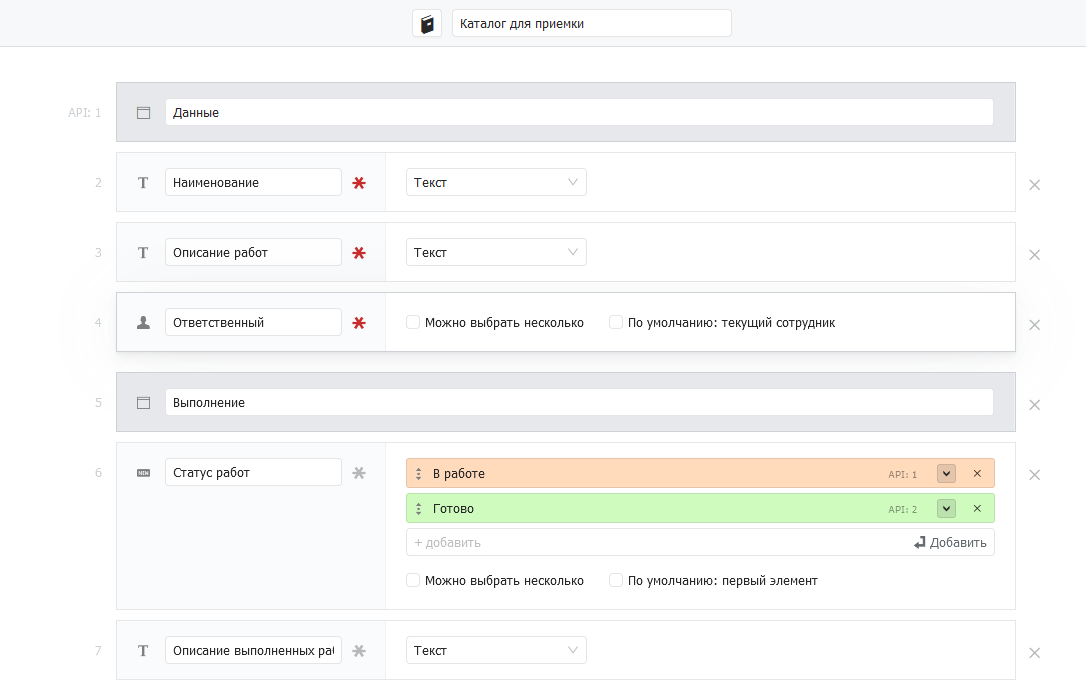 Каталог для приемки
API: 1 Данные
2 T Наименование * Текст
3 T Описание работ * Текст
4 Ответственный * Можно выбрать несколько По умолчанию: текущий сотрудник
5 Выполнение
6 NEW Статус работ * В работе API: 1
Готово API: 2
+ добавить Добавить
Можно выбрать несколько По умолчанию: первый элемент
7 T Описание выполненных раб * Текст